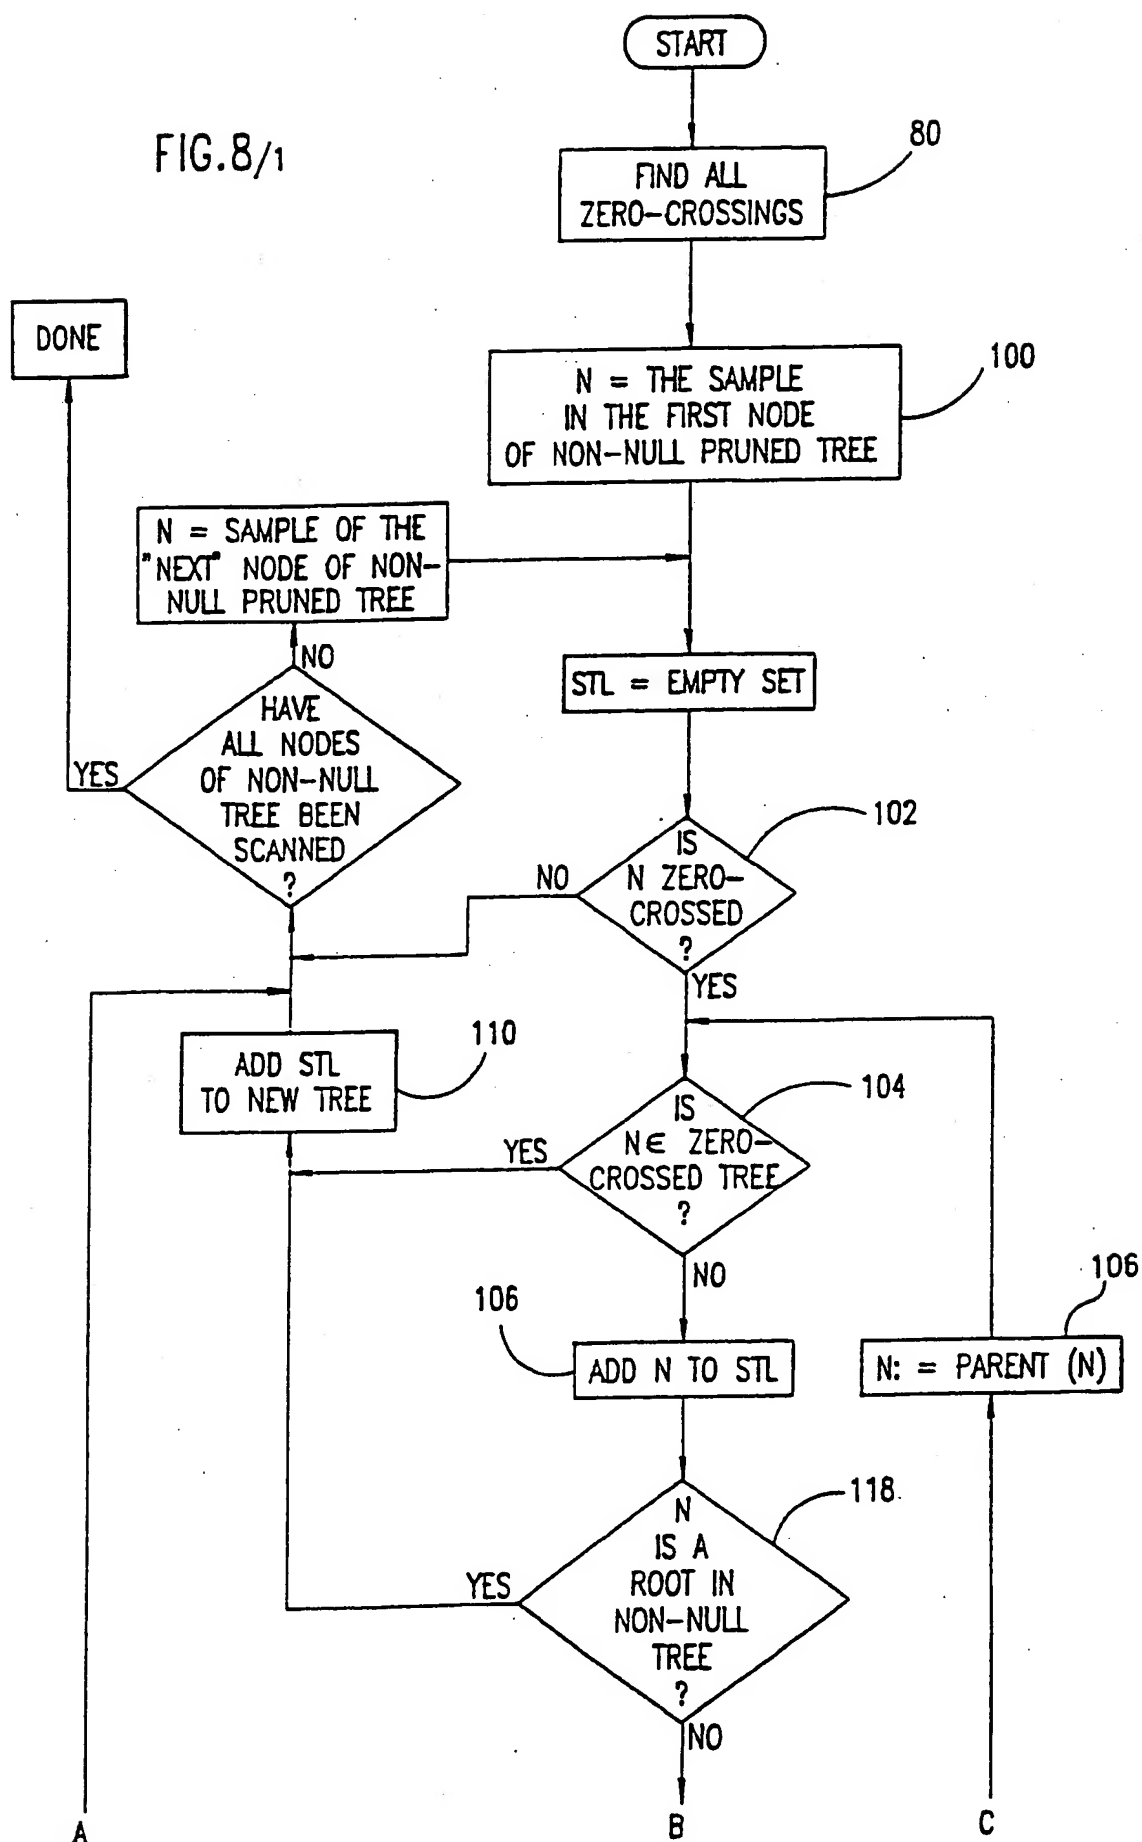 START
FIG.8/1
80
FIND ALL
ZERO-CROSSINGS
DONE
100
N = THE SAMPLE
IN THE FIRST NODE
OF NON-NULL PRUNED TREE
N = SAMPLE OF THE
"NEXT" NODE OF NON-
NULL PRUNED TREE
NO
STL = EMPTY SET
HAVE
ALL NODES
OF NON-NULL
TREE BEEN
SCANNED
?
YES
102
IS
N ZERO-
CROSSED
?
NO
YES
110
ADD STL
TO NEW TREE
104
IS
N∈ ZERO-
CROSSED TREE
?
YES
NO
106
ADD N TO STL
106
N: = PARENT (N)
118
N
IS A
ROOT IN
NON-NULL
TREE
?
YES
NO
A
B
C